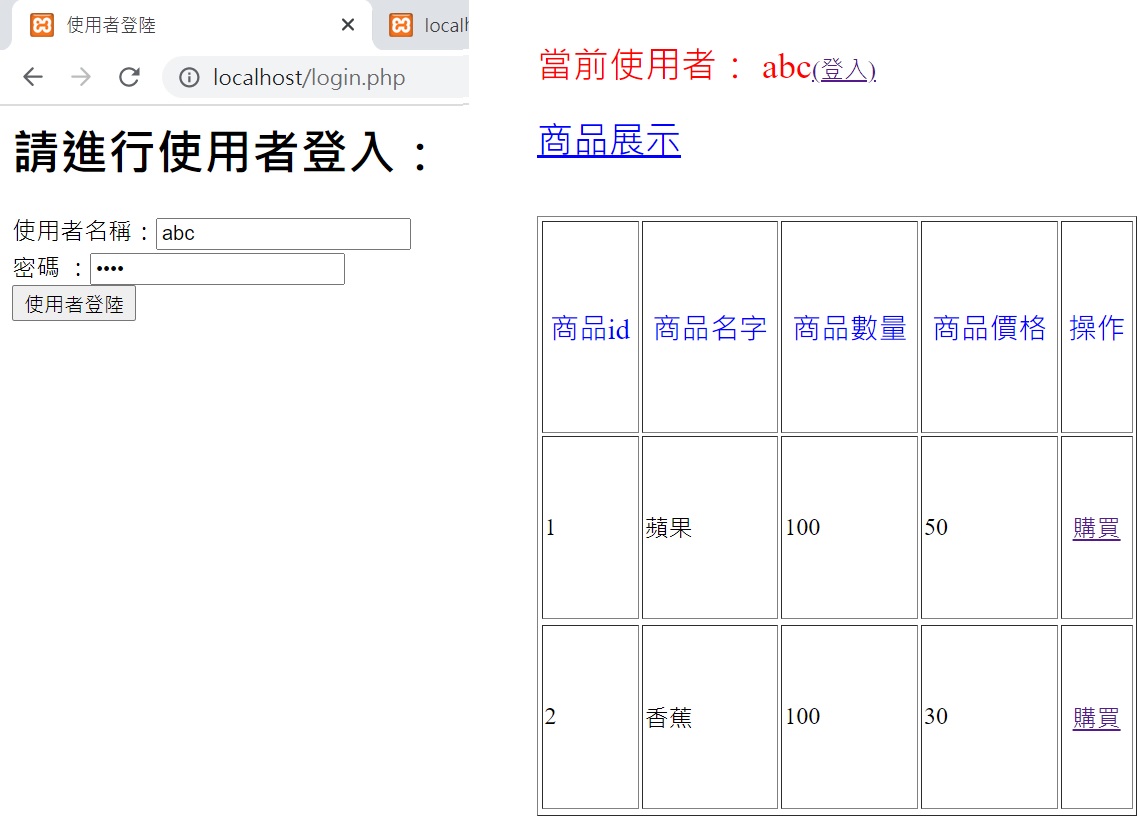 使用者登陸
local
localhost/login.php
請進行使用者登入：
使用者名稱：abc
密碼 ：••••
使用者登陸
當前使用者： abc(登入)
商品展示
商品id 商品名字 商品數量 商品價格 操作
1 蘋果 100 50 購買
2 香蕉 100 30 購買